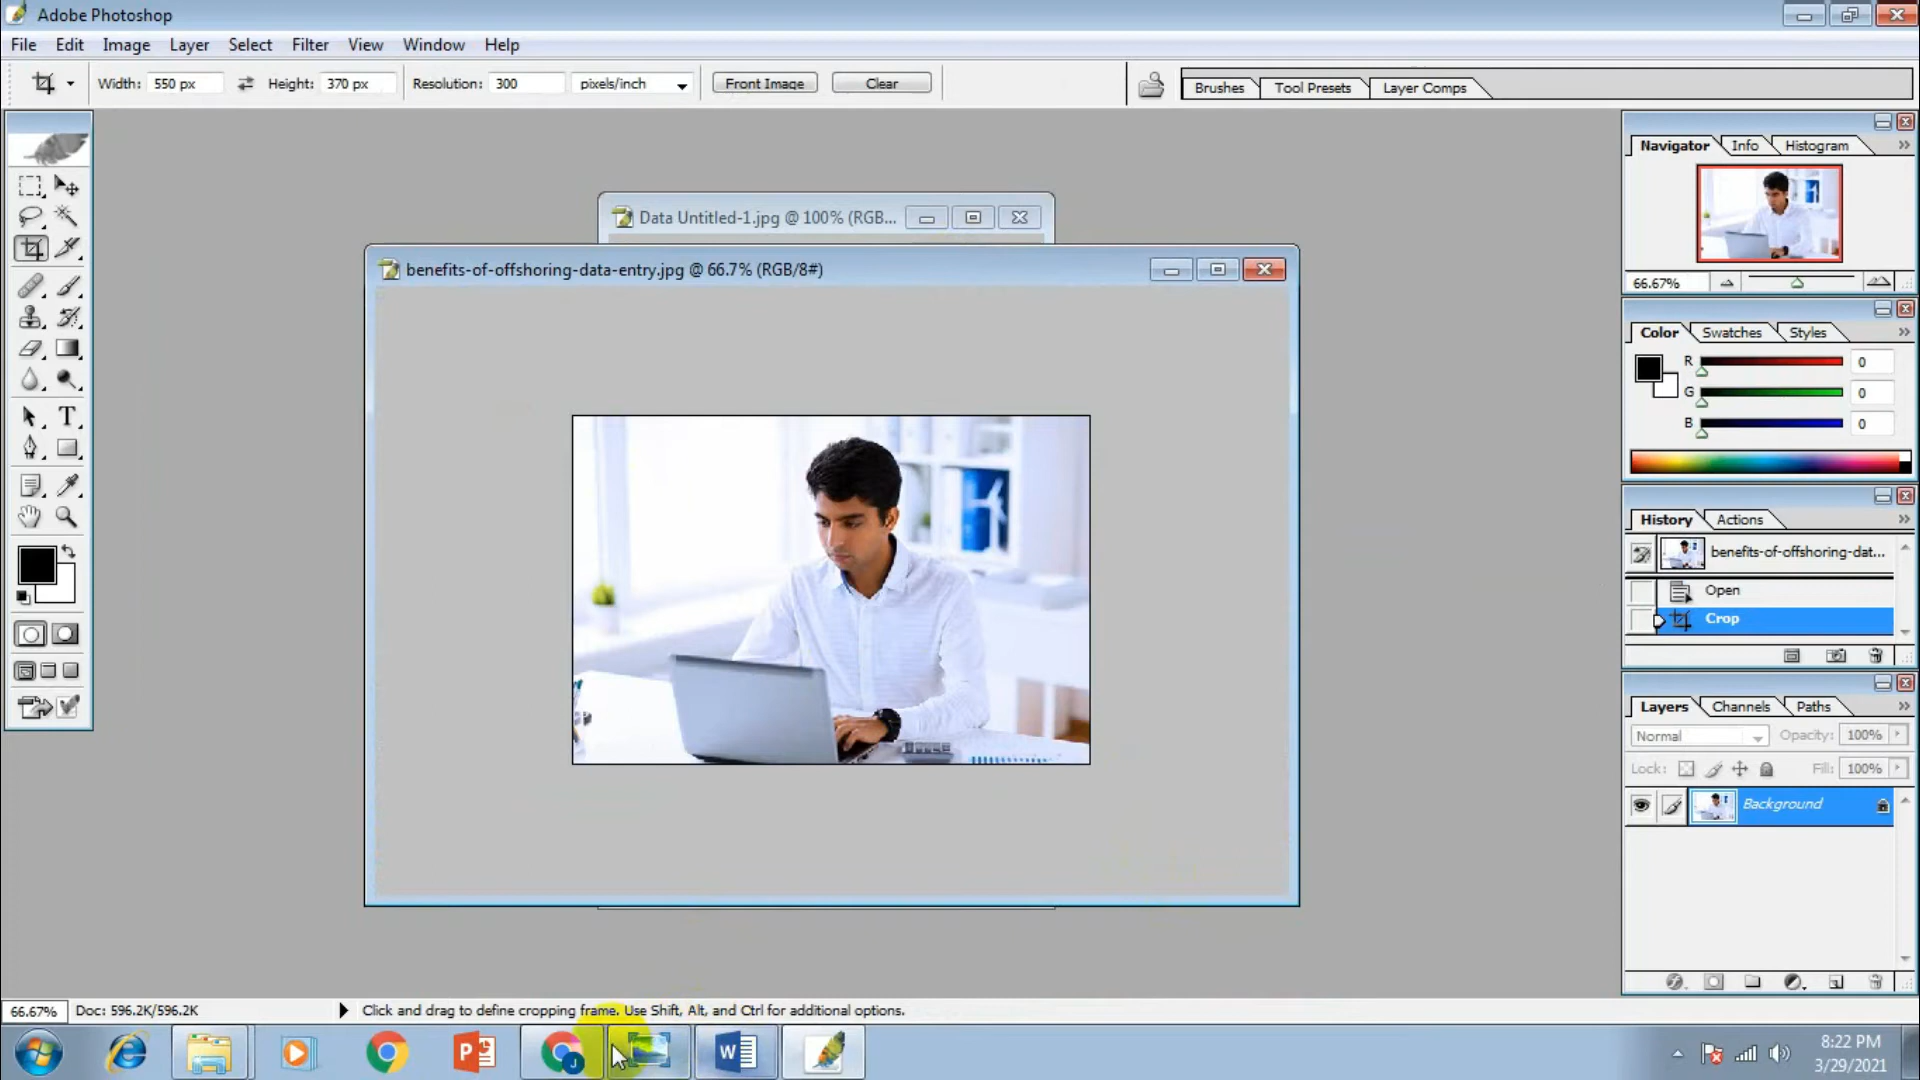 Adobe Photoshop
File Edit Image Layer Select Filter View Window Help
Width: 550 px Height: 370 px Resolution: 300 pixels/inch Front Image Clear
Brushes Tool Presets Layer Comps
Navigator Info Histogram
66.67%
Data Untitled-1.jpg @ 100% (RGB...
benefits-of-offshoring-data-entry.jpg @ 66.7% (RGB/8#)
Color Swatches Styles
R 0
G 0
B 0
History Actions
benefits-of-offshoring-dat...
Open
Crop
Layers Channels Paths
Normal Opacity: 100%
Lock: Fill: 100%
Background
T
66.67% Doc: 596.2K/596.2K Click and drag to define cropping frame. Use Shift, Alt, and Ctrl for additional options.
J
8:22 PM
3/29/2021